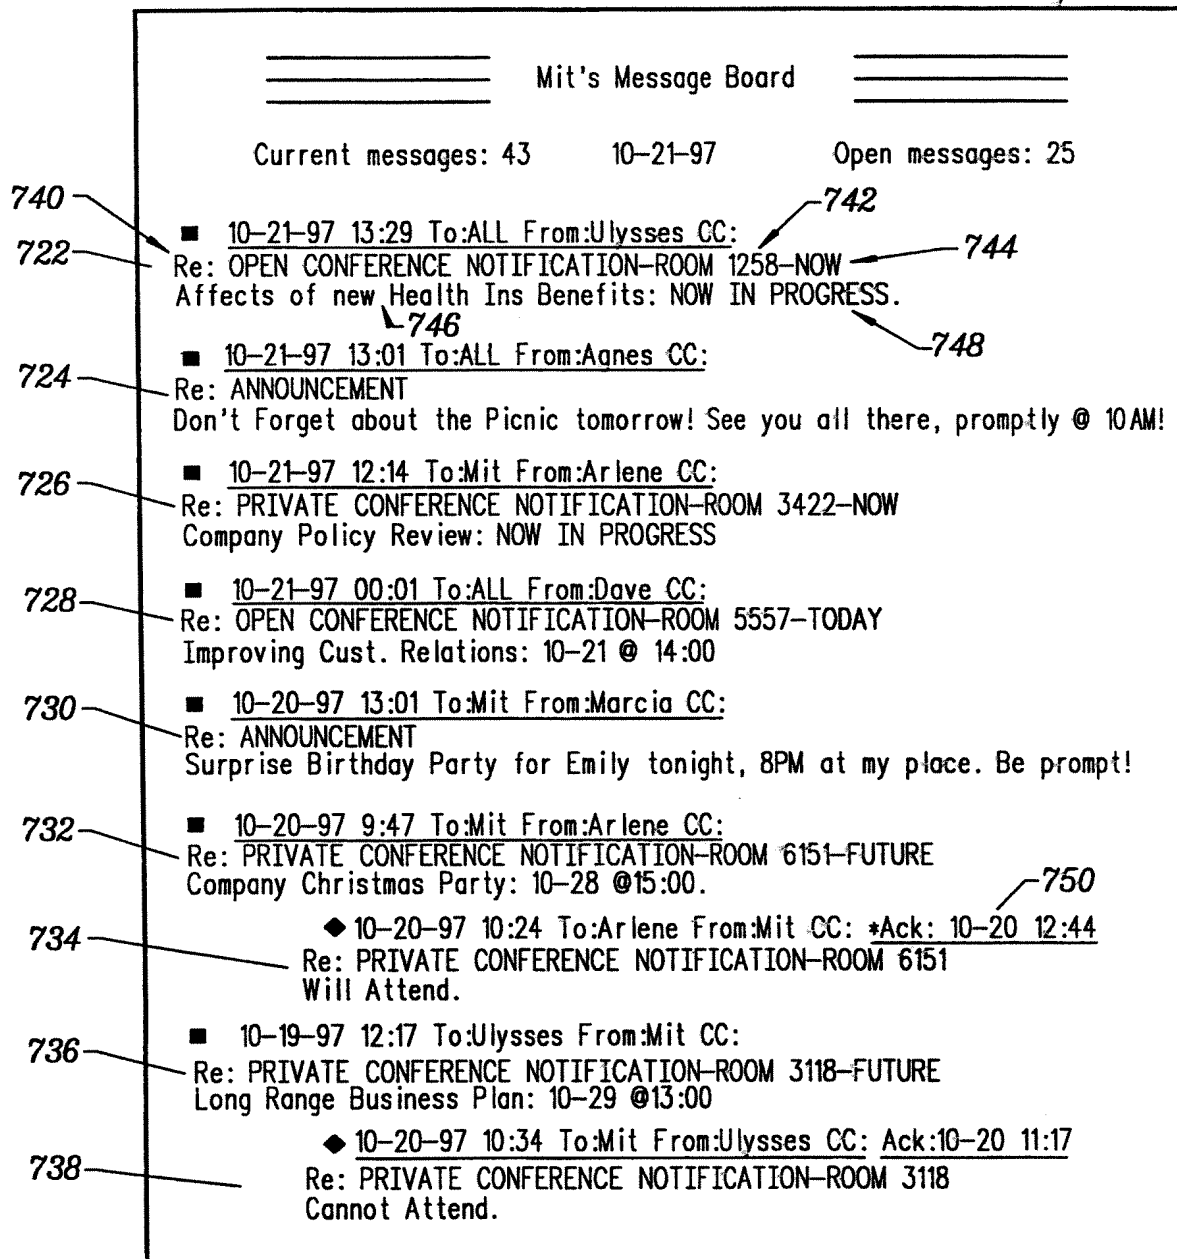 Mit's Message Board
Current messages: 43 10-21-97 Open messages: 25
740
742
■ 10-21-97 13:29 To:ALL From:Ulysses CC:
722
744
Re: OPEN CONFERENCE NOTIFICATION-ROOM 1258-NOW
Affects of new Health Ins Benefits: NOW IN PROGRESS.
746
748
■ 10-21-97 13:01 To:ALL From:Agnes CC:
724
Re: ANNOUNCEMENT
Don't Forget about the Picnic tomorrow! See you all there, promptly @ 10AM!
■ 10-21-97 12:14 To:Mit From:Arlene CC:
726
Re: PRIVATE CONFERENCE NOTIFICATION-ROOM 3422-NOW
Company Policy Review: NOW IN PROGRESS
■ 10-21-97 00:01 To:ALL From:Dave CC:
728
Re: OPEN CONFERENCE NOTIFICATION-ROOM 5557-TODAY
Improving Cust. Relations: 10-21 @ 14:00
■ 10-20-97 13:01 To:Mit From:Marcia CC:
730
Re: ANNOUNCEMENT
Surprise Birthday Party for Emily tonight, 8PM at my place. Be prompt!
■ 10-20-97 9:47 To:Mit From:Arlene CC:
732
Re: PRIVATE CONFERENCE NOTIFICATION-ROOM 6151-FUTURE
Company Christmas Party: 10-28 @15:00.
750
◆ 10-20-97 10:24 To:Arlene From:Mit CC: *Ack: 10-20 12:44
734
Re: PRIVATE CONFERENCE NOTIFICATION-ROOM 6151
Will Attend.
■ 10-19-97 12:17 To:Ulysses From:Mit CC:
736
Re: PRIVATE CONFERENCE NOTIFICATION-ROOM 3118-FUTURE
Long Range Business Plan: 10-29 @13:00
◆ 10-20-97 10:34 To:Mit From:Ulysses CC: Ack:10-20 11:17
738
Re: PRIVATE CONFERENCE NOTIFICATION-ROOM 3118
Cannot Attend.